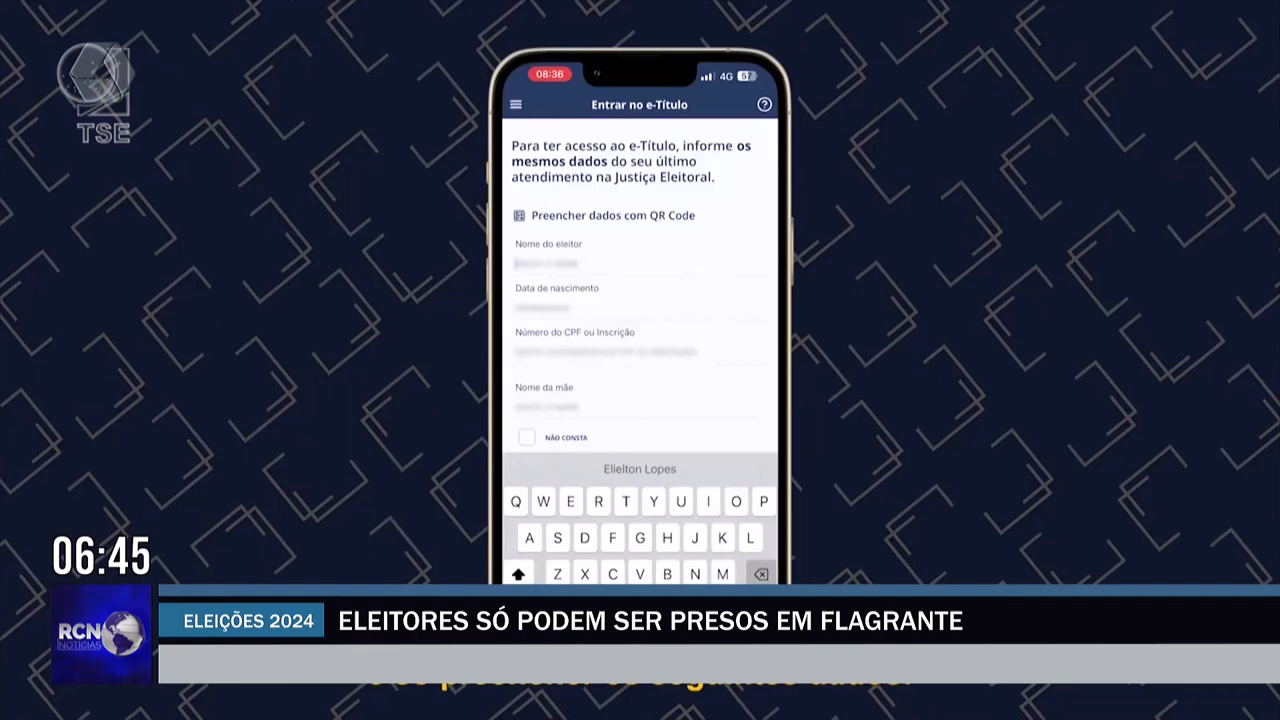 TSE
08:36
4G
57
Entrar no e-Título
?
Para ter acesso ao e-Título, informe os
mesmos dados do seu último
atendimento na Justiça Eleitoral.
Preencher dados com QR Code
Nome do eleitor
Data de nascimento
Número do CPF ou Inscrição
Nome da mãe
NÃO CONSTA
Elielton Lopes
Q W E R T Y U I O P
A S D F G H J K L
Z X C V B N M
06:45
RCN
NOTÍCIAS
ELEIÇÕES 2024
ELEITORES SÓ PODEM SER PRESOS EM FLAGRANTE